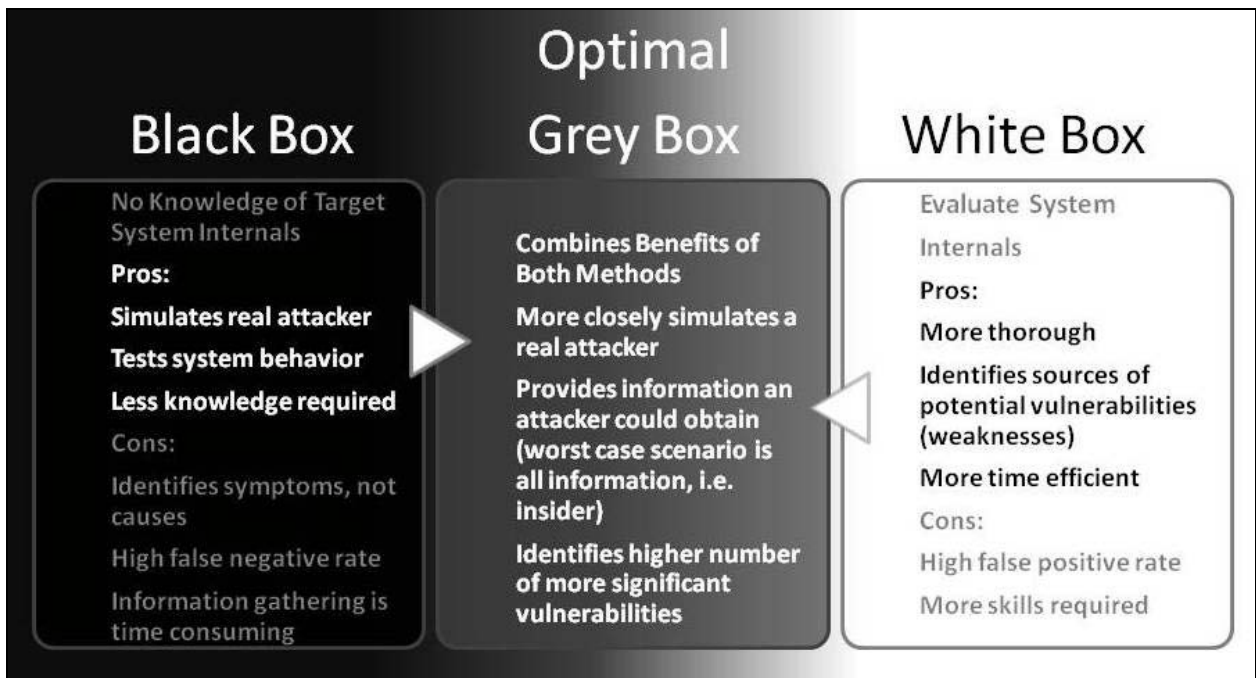 Optimal
Black Box
Grey Box
White Box
No Knowledge of Target
System Internals
Pros:
Simulates real attacker
Tests system behavior
Less knowledge required
Cons:
Identifies symptoms, not
causes
High false negative rate
Information gathering is
time consuming
Combines Benefits of
Both Methods
More closely simulates a
real attacker
Provides information an
attacker could obtain
(worst case scenario is
all information, i.e.
insider)
Identifies higher number
of more significant
vulnerabilities
Evaluate System
Internals
Pros:
More thorough
Identifies sources of
potential vulnerabilities
(weaknesses)
More time efficient
Cons:
High false positive rate
More skills required